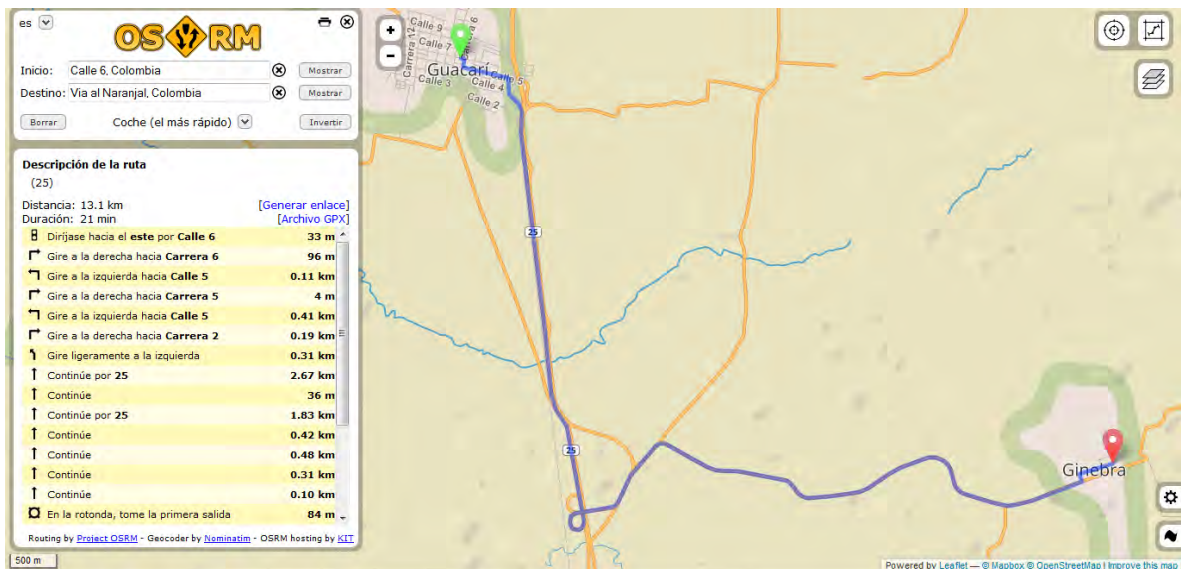 es
OSRM
Inicio: Calle 6, Colombia Mostrar
Destino: Via al Naranjal, Colombia Mostrar
Borrar Coche (el más rápido) Invertir
Descripción de la ruta
(25)
Distancia: 13.1 km [Generar enlace]
Duración: 21 min [Archivo GPX]
Diríjase hacia el este por Calle 6 33 m
Gire a la derecha hacia Carrera 6 96 m
Gire a la izquierda hacia Calle 5 0.11 km
Gire a la derecha hacia Carrera 5 4 m
Gire a la izquierda hacia Calle 5 0.41 km
Gire a la derecha hacia Carrera 2 0.19 km
Gire ligeramente a la izquierda 0.31 km
Continúe por 25 2.67 km
Continúe 36 m
Continúe por 25 1.83 km
Continúe 0.42 km
Continúe 0.48 km
Continúe 0.31 km
Continúe 0.10 km
En la rotonda, tome la primera salida 84 m
Routing by Project OSRM - Geocoder by Nominatim - OSRM hosting by KIT
500 m
+
-
Calle 9
Calle 7
Carrera 12
Carrera 6
Guacarí
Calle 5
Calle 3
Calle 4
Calle 2
25
25
Ginebra
Powered by Leaflet — © Mapbox © OpenStreetMap | Improve this map